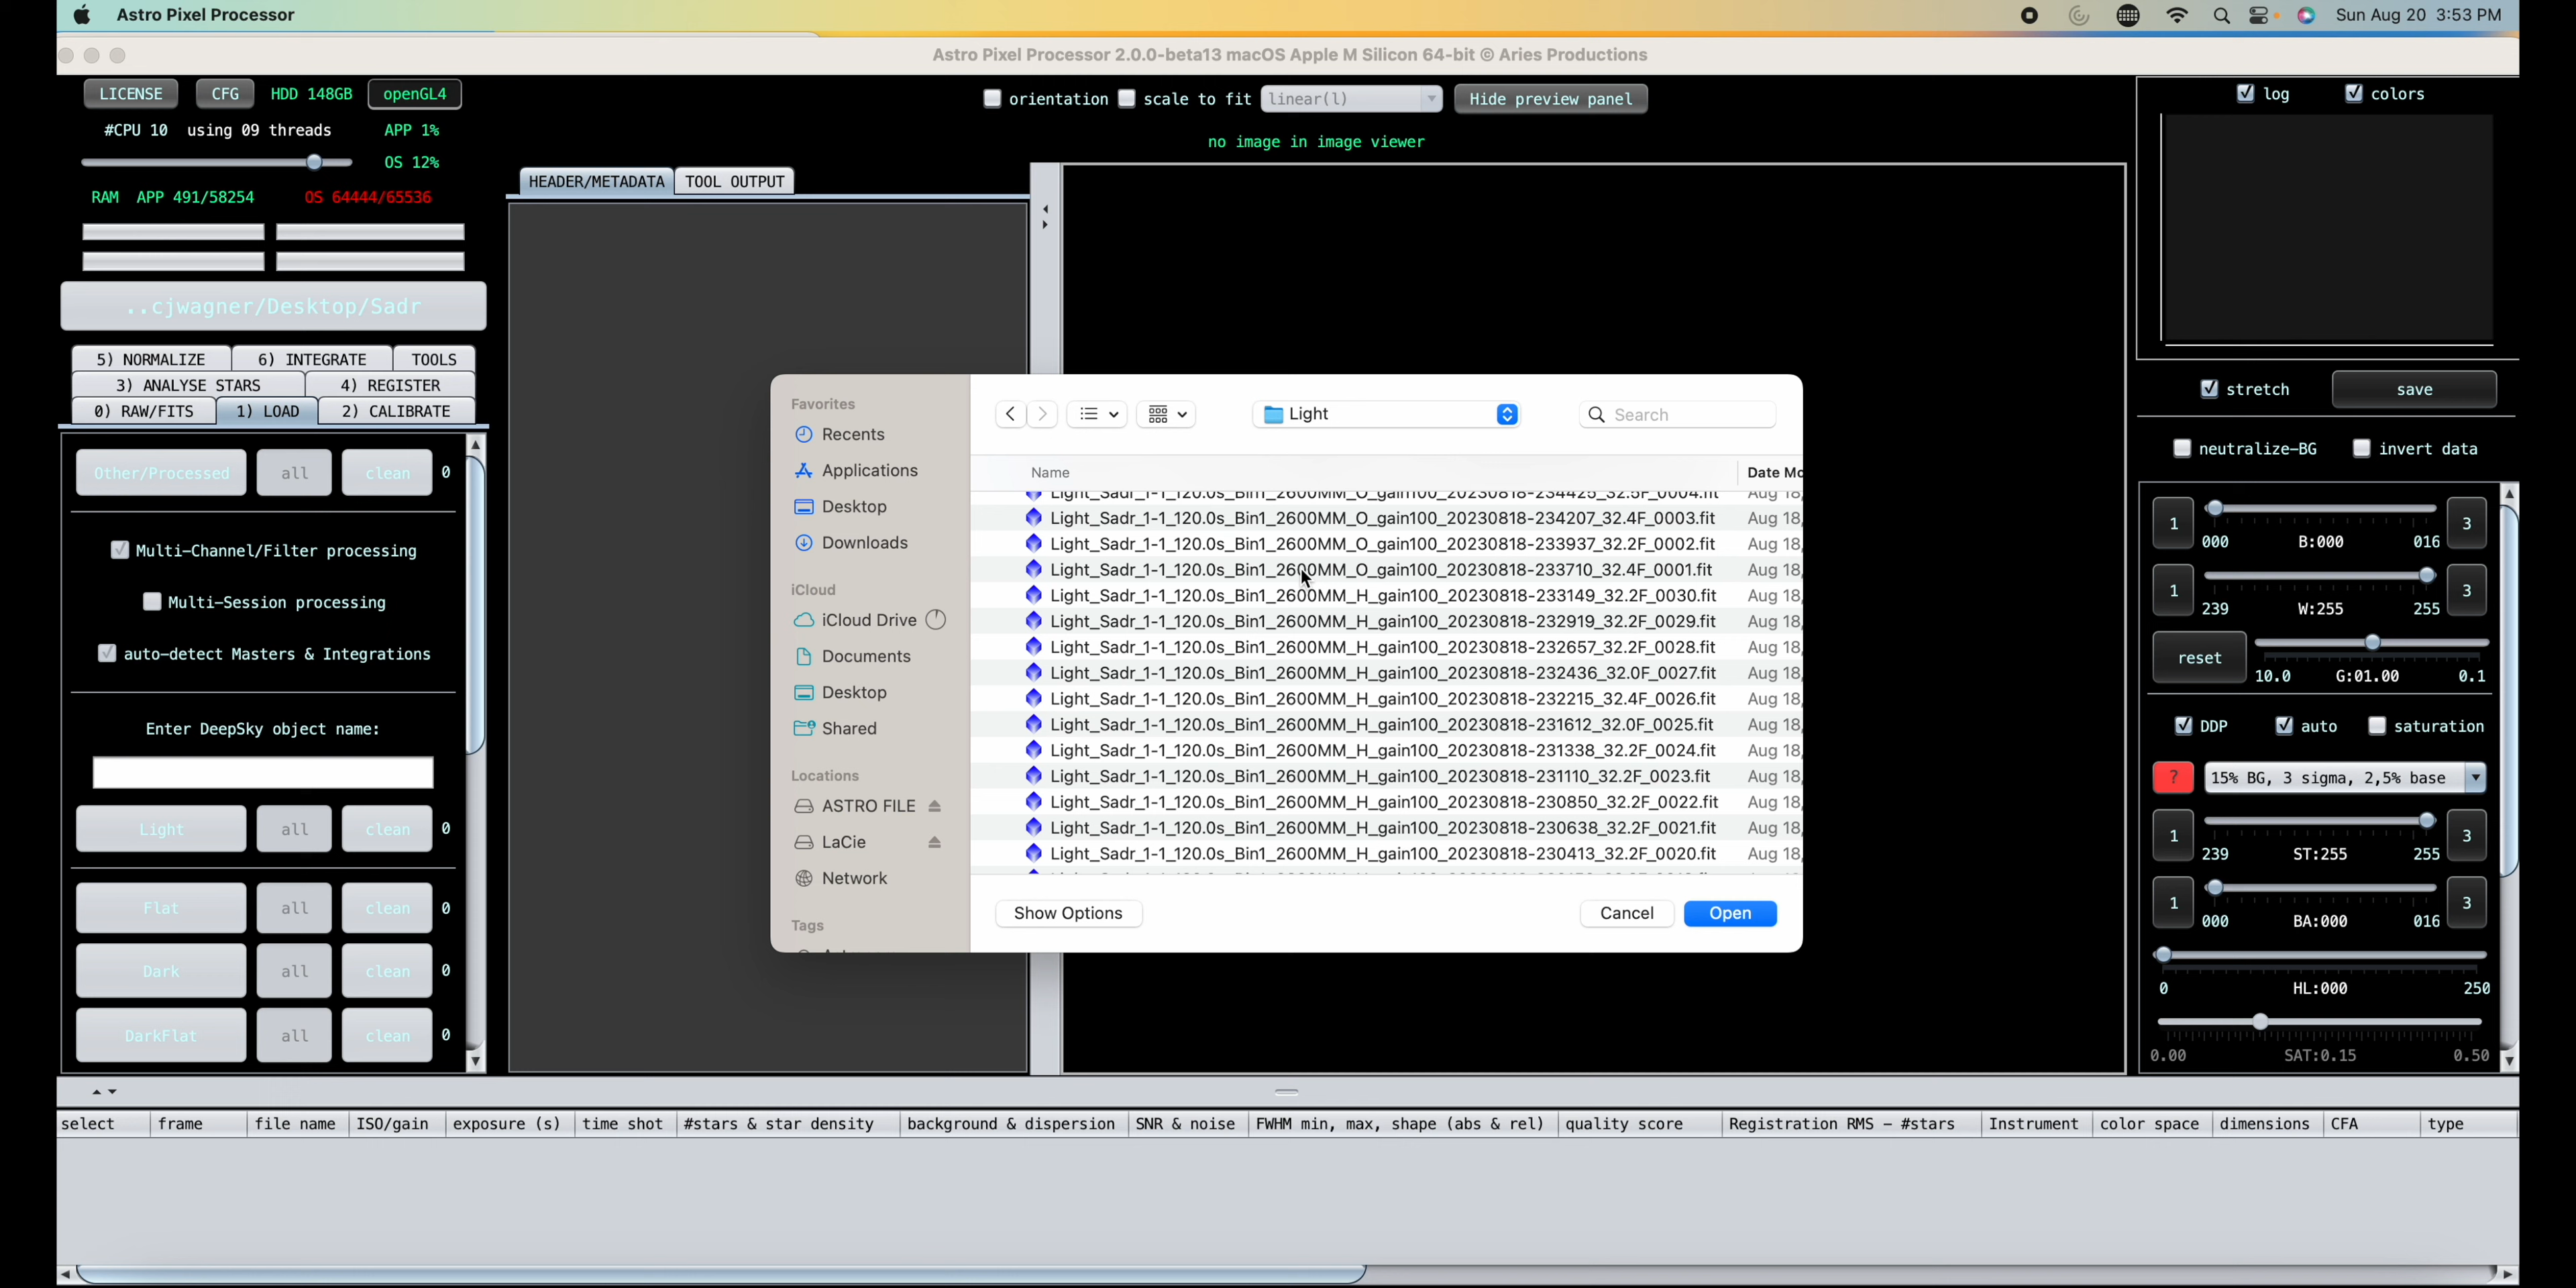 Astro Pixel Processor
Sun Aug 20 3:53 PM
Astro Pixel Processor 2.0.0-beta13 macOS Apple M Silicon 64-bit © Aries Productions
LICENSE CFG HDD 148GB openGL4
#CPU 10 using 09 threads APP 1%
OS 12%
RAM APP 491/58254 OS 64444/65536
..cjwagner/Desktop/Sadr
5) NORMALIZE 6) INTEGRATE TOOLS
3) ANALYSE STARS 4) REGISTER
0) RAW/FITS 1) LOAD 2) CALIBRATE
Other/Processed all clean 0
Multi-Channel/Filter processing
Multi-Session processing
auto-detect Masters & Integrations
Enter DeepSky object name:
Light all clean 0
Flat all clean 0
Dark all clean 0
DarkFlat all clean 0
orientation scale to fit linear(l) Hide preview panel
no image in image viewer
HEADER/METADATA TOOL OUTPUT
Favorites
Recents
Applications
Desktop
Downloads
iCloud
iCloud Drive
Documents
Desktop
Shared
Locations
ASTRO FILE
LaCie
Network
Tags
Light
Search
Name Date Mo
Light_Sadr_1-1_120.0s_Bin1_2600MM_O_gain100_20230818-234425_32.5F_0004.fit Aug 18,
Light_Sadr_1-1_120.0s_Bin1_2600MM_O_gain100_20230818-234207_32.4F_0003.fit Aug 18,
Light_Sadr_1-1_120.0s_Bin1_2600MM_O_gain100_20230818-233937_32.2F_0002.fit Aug 18,
Light_Sadr_1-1_120.0s_Bin1_2600MM_O_gain100_20230818-233710_32.4F_0001.fit Aug 18,
Light_Sadr_1-1_120.0s_Bin1_2600MM_H_gain100_20230818-233149_32.2F_0030.fit Aug 18,
Light_Sadr_1-1_120.0s_Bin1_2600MM_H_gain100_20230818-232919_32.2F_0029.fit Aug 18,
Light_Sadr_1-1_120.0s_Bin1_2600MM_H_gain100_20230818-232657_32.2F_0028.fit Aug 18,
Light_Sadr_1-1_120.0s_Bin1_2600MM_H_gain100_20230818-232436_32.0F_0027.fit Aug 18,
Light_Sadr_1-1_120.0s_Bin1_2600MM_H_gain100_20230818-232215_32.4F_0026.fit Aug 18,
Light_Sadr_1-1_120.0s_Bin1_2600MM_H_gain100_20230818-231612_32.0F_0025.fit Aug 18,
Light_Sadr_1-1_120.0s_Bin1_2600MM_H_gain100_20230818-231338_32.2F_0024.fit Aug 18,
Light_Sadr_1-1_120.0s_Bin1_2600MM_H_gain100_20230818-231110_32.2F_0023.fit Aug 18,
Light_Sadr_1-1_120.0s_Bin1_2600MM_H_gain100_20230818-230850_32.2F_0022.fit Aug 18,
Light_Sadr_1-1_120.0s_Bin1_2600MM_H_gain100_20230818-230638_32.2F_0021.fit Aug 18,
Light_Sadr_1-1_120.0s_Bin1_2600MM_H_gain100_20230818-230413_32.2F_0020.fit Aug 18,
Show Options Cancel Open
log colors
stretch save
neutralize-BG invert data
1 3
000 B:000 016
1 3
239 W:255 255
reset
10.0 G:01.00 0.1
DDP auto saturation
? 15% BG, 3 sigma, 2,5% base
1 3
239 ST:255 255
1 3
000 BA:000 016
0 HL:000 250
0.00 SAT:0.15 0.50
select frame file name ISO/gain exposure (s) time shot #stars & star density background & dispersion SNR & noise FWHM min, max, shape (abs & rel) quality score Registration RMS - #stars Instrument color space dimensions CFA type